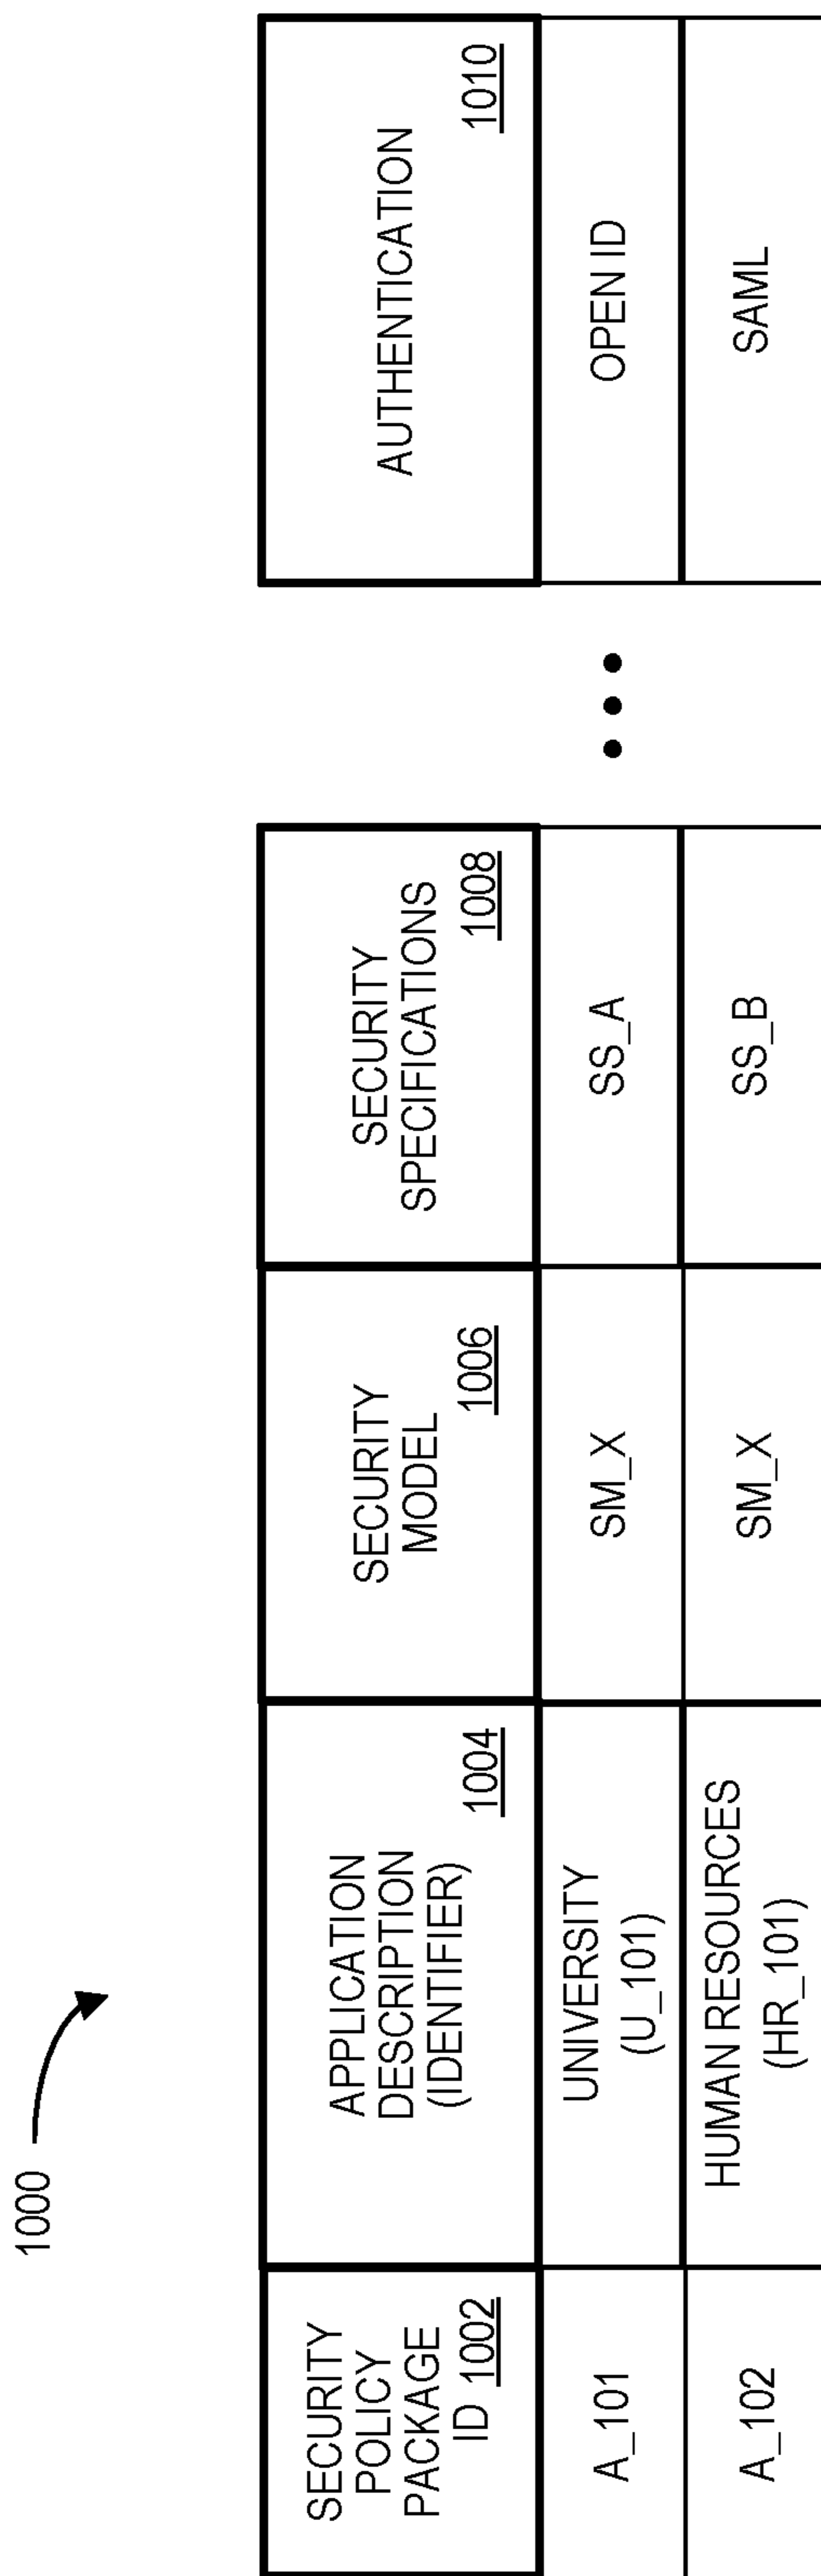 1000
SECURITY
POLICY
PACKAGE
ID 1002
APPLICATION
DESCRIPTION
(IDENTIFIER)
1004
SECURITY
MODEL
1006
SECURITY
SPECIFICATIONS
1008
AUTHENTICATION
1010
A_101
UNIVERSITY
(U_101)
SM_X
SS_A
OPEN ID
A_102
HUMAN RESOURCES
(HR_101)
SM_X
SS_B
SAML